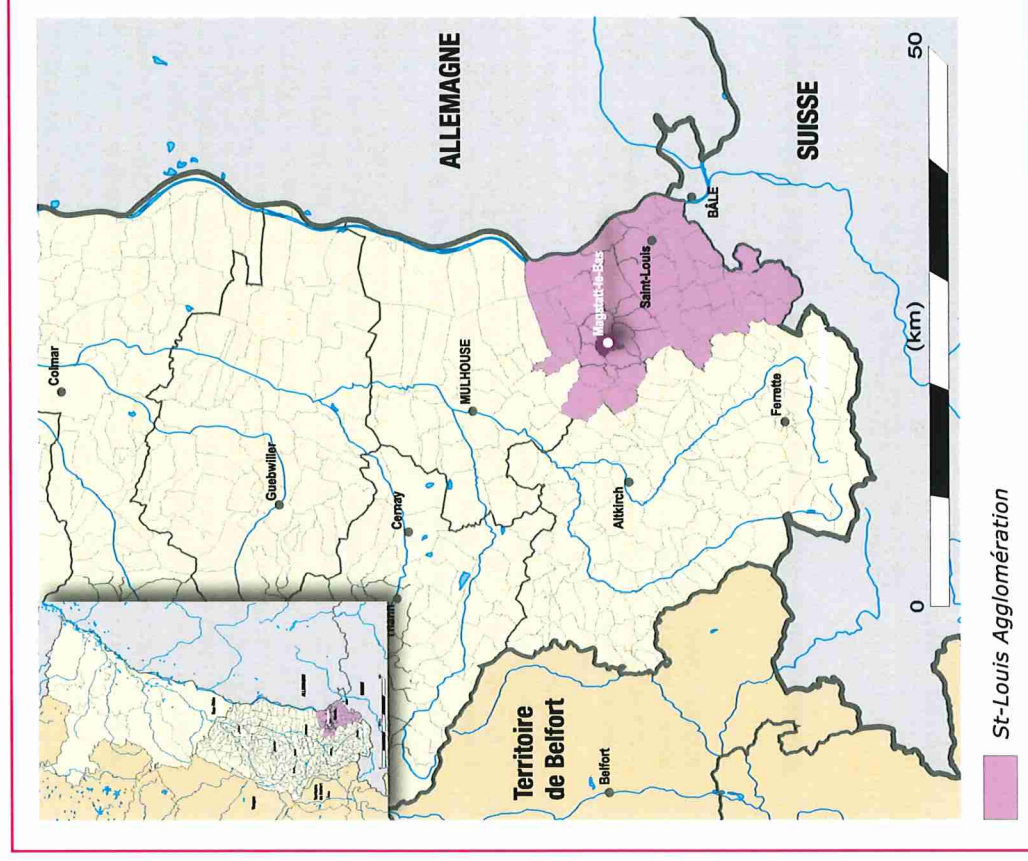 Colmar
ALLEMAGNE
Guebwiller
MULHOUSE
Cernay
Magstatt-le-Bas
Saint-Louis
BÂLE
SUISSE
Altkirch
Ferrette
Territoire
de Belfort
Belfort
0
(km)
50
St-Louis Agglomération